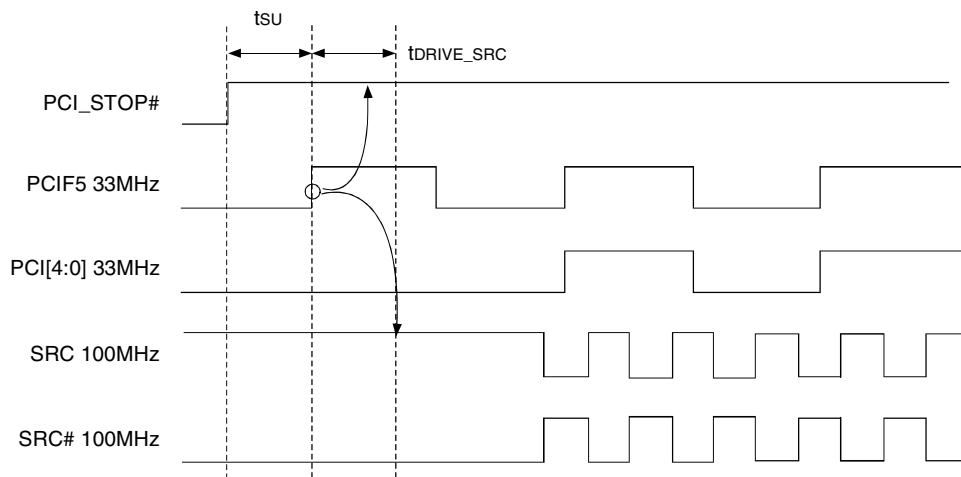 tSU
tDRIVE_SRC
PCI_STOP#
PCIF5 33MHz
PCI[4:0] 33MHz
SRC 100MHz
SRC# 100MHz